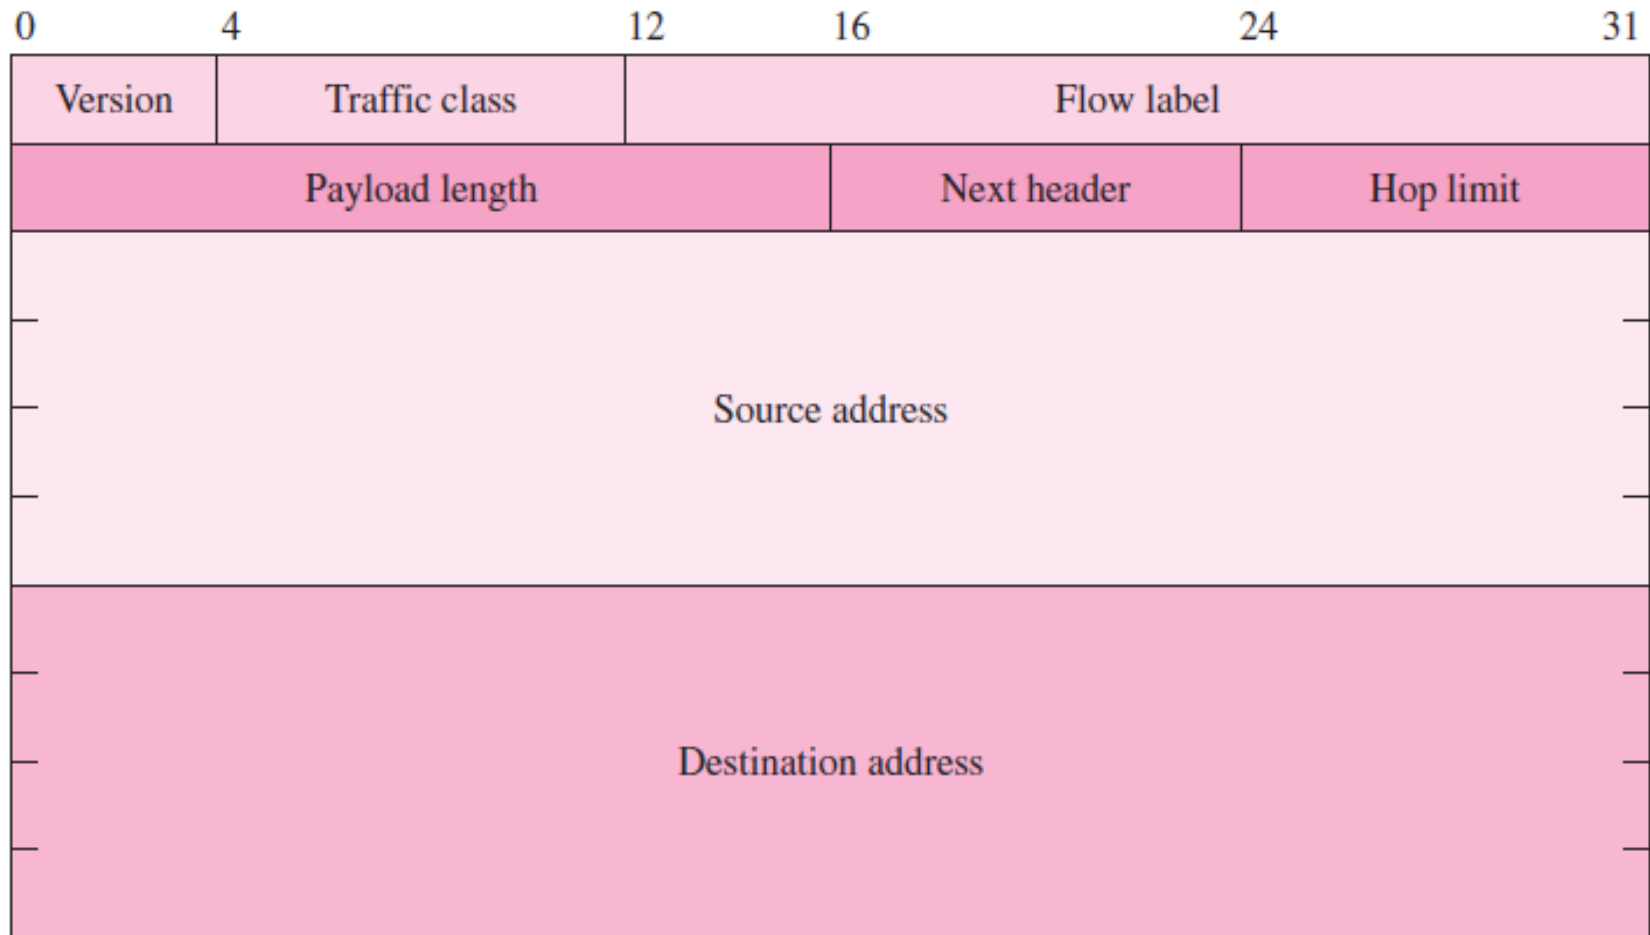 0 4 12 16 24 31
Version Traffic class Flow label
Payload length Next header Hop limit
Source address
Destination address